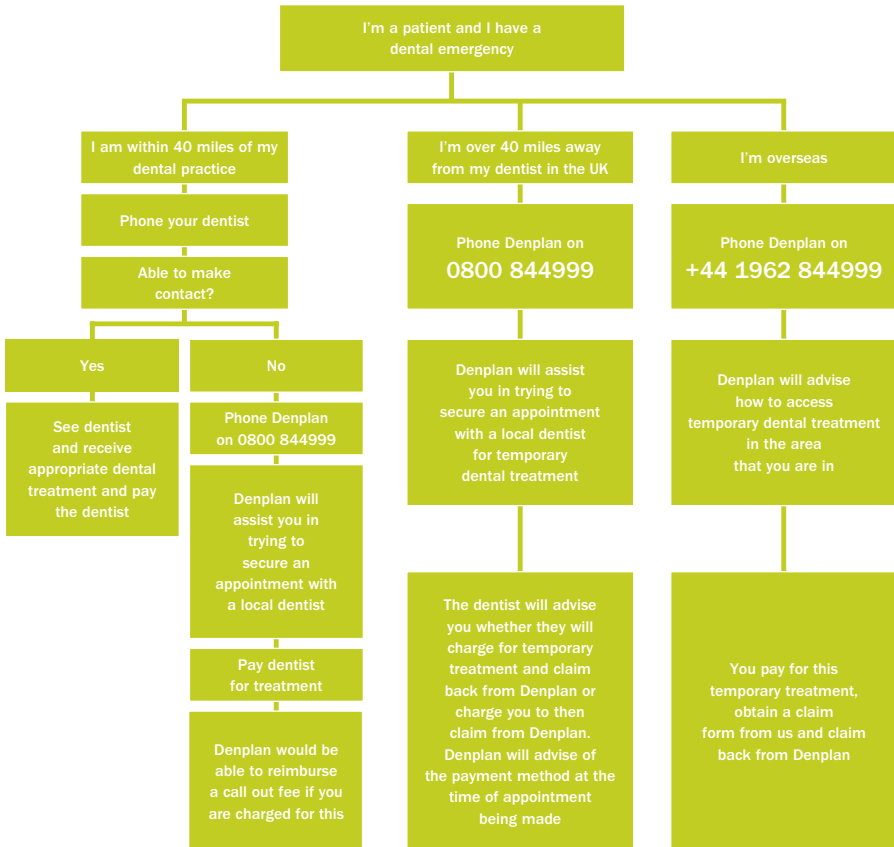 I'm a patient and I have a
dental emergency
I am within 40 miles of my
dental practice
Phone your dentist
Able to make
contact?
Yes
See dentist
and receive
appropriate dental
treatment and pay
the dentist
No
Phone Denplan
on 0800 844999
Denplan will
assist you in
trying to
secure an
appointment with
a local dentist
Pay dentist
for treatment
Denplan would be
able to reimburse
a call out fee if you
are charged for this
I'm over 40 miles away
from my dentist in the UK
Phone Denplan on
0800 844999
Denplan will assist
you in trying to
secure an appointment
with a local dentist
for temporary
dental treatment
The dentist will advise
you whether they will
charge for temporary
treatment and claim
back from Denplan or
charge you to then
claim from Denplan.
Denplan will advise of
the payment method at the
time of appointment
being made
I'm overseas
Phone Denplan on
+44 1962 844999
Denplan will advise
how to access
temporary dental treatment
in the area
that you are in
You pay for this
temporary treatment,
obtain a claim
form from us and claim
back from Denplan